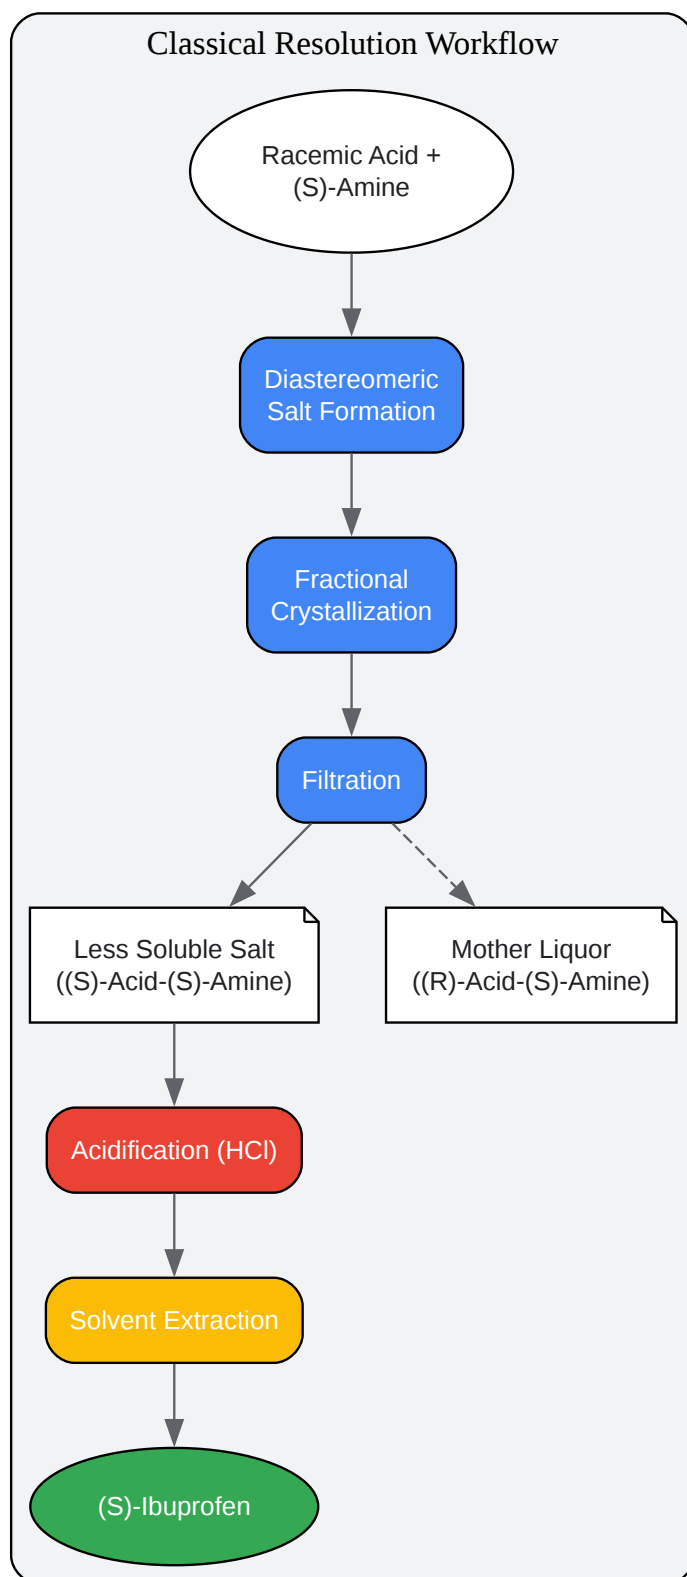 Classical Resolution Workflow
Racemic Acid +
(S)-Amine
Diastereomeric
Salt Formation
Fractional
Crystallization
Filtration
Less Soluble Salt
((S)-Acid-(S)-Amine)
Mother Liquor
((R)-Acid-(S)-Amine)
Acidification (HCl)
Solvent Extraction
(S)-Ibuprofen